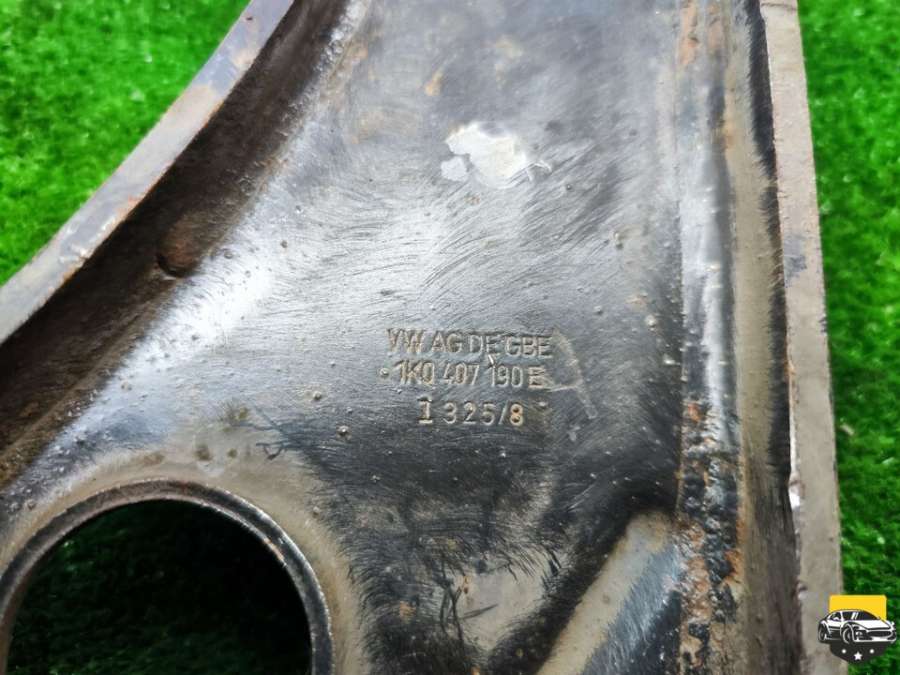 VW AG DE GBE
1K0 407 190 E
1 325/8